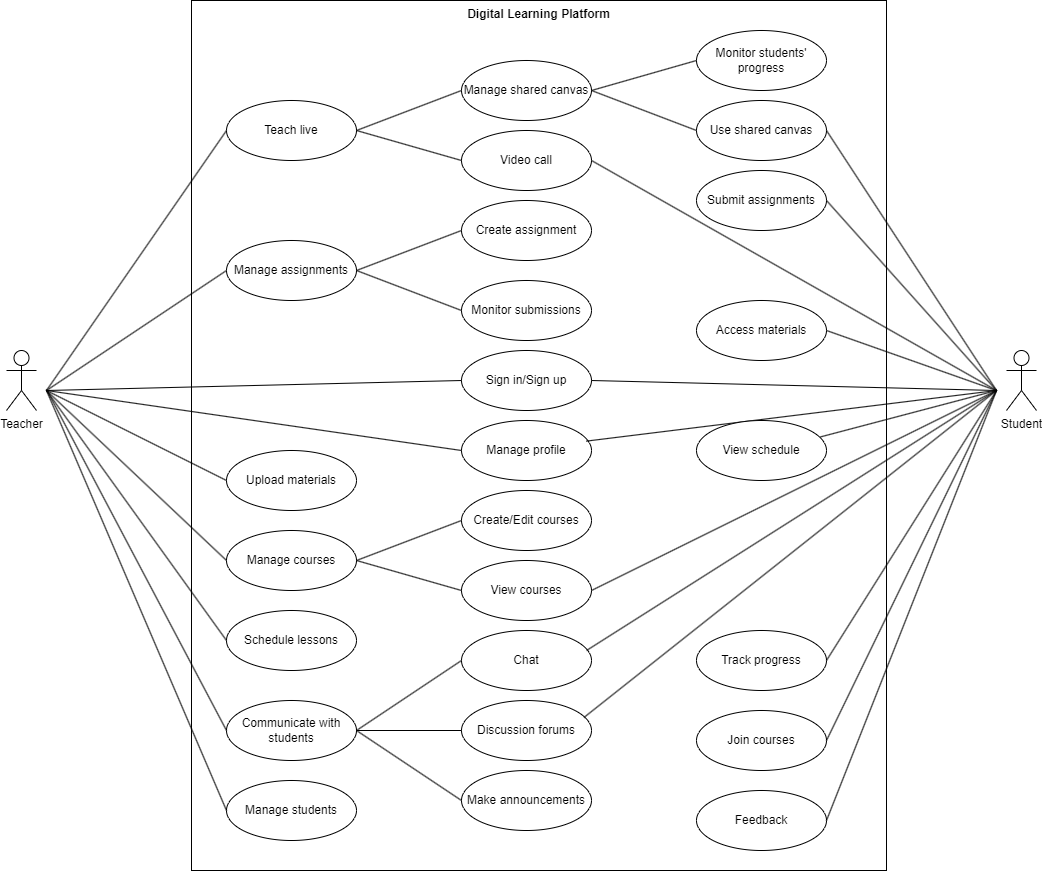 Digital Learning Platform
Monitor students'
progress
Manage shared canvas
Teach live
Use shared canvas
Video call
Submit assignments
Create assignment
Manage assignments
Monitor submissions
Access materials
Sign in/Sign up
Teacher
Student
Manage profile
View schedule
Upload materials
Create/Edit courses
Manage courses
View courses
Schedule lessons
Chat
Track progress
Communicate with
students
Discussion forums
Join courses
Make announcements
Manage students
Feedback